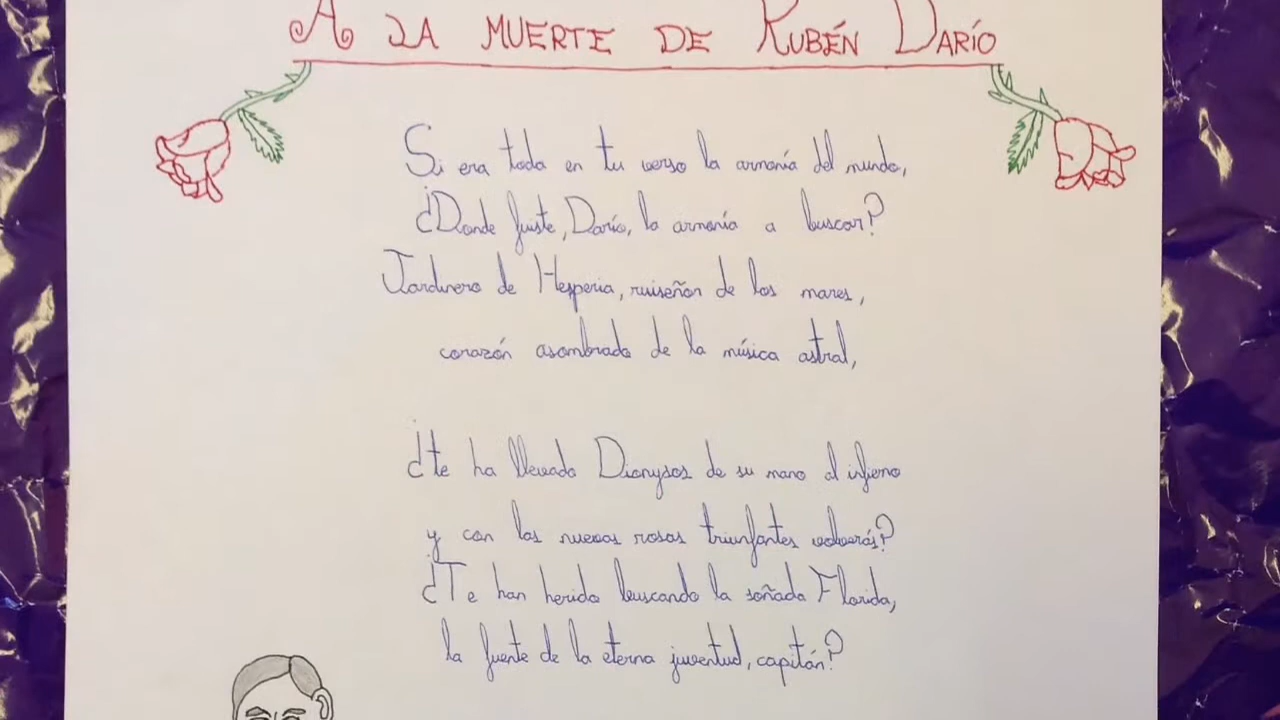 A LA MUERTE DE RUBÉN DARÍO
Si era toda en tu verso la armonía del mundo,
¿Donde fuiste, Darío, la armonía a buscar?
Jardinero de Hesperia, ruiseñor de los mares,
corazón asombrado de la música astral,
¿te ha llevado Dionysos de su mano al infierno
y con las nuevas rosas triunfantes volverás?
¿Te han herido buscando la soñada Florida,
la fuente de la eterna juventud, capitán?